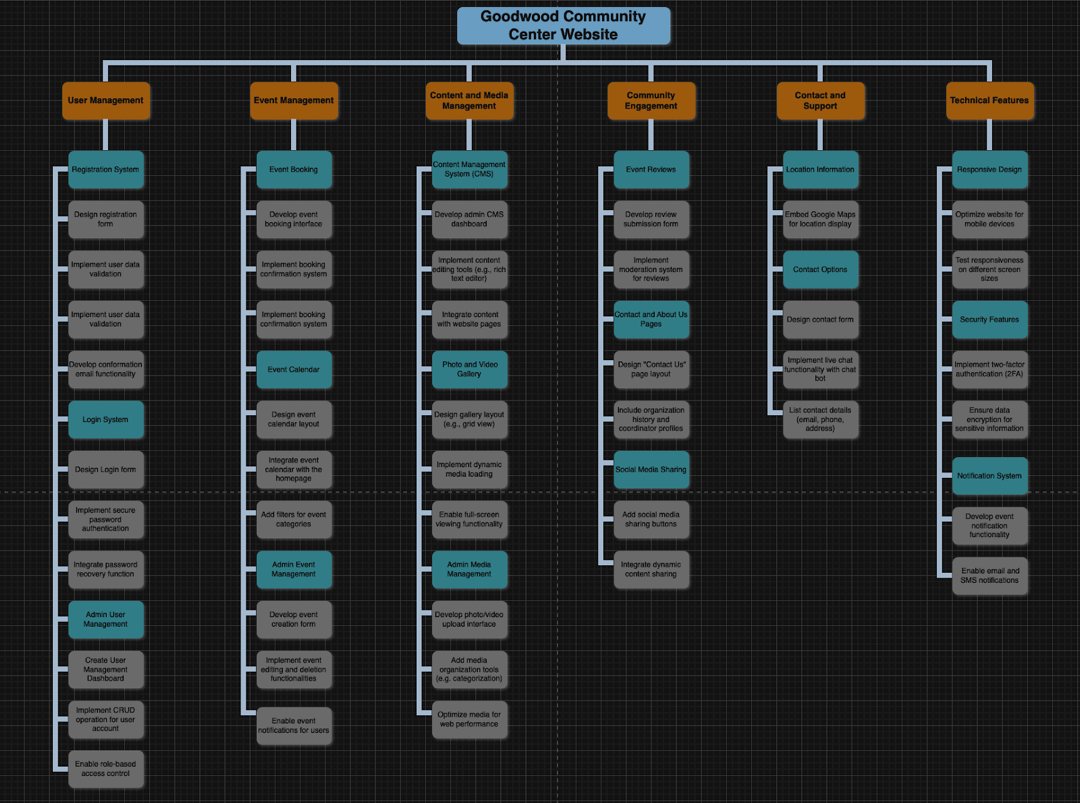 Goodwood Community
Center Website
User Management
Registration System
Design registration
form
Implement user data
validation
Implement user data
validation
Develop conformation
email functionality
Login System
Design Login form
Implement secure
password
authentication
Integrate password
recovery function
Admin User
Management
Create User
Management
Dashboard
Implement CRUD
operation for user
account
Enable role-based
access control
Event Management
Event Booking
Develop event
booking interface
Implement booking
confirmation system
Implement booking
confirmation system
Event Calendar
Design event
calendar layout
Integrate event
calendar with the
homepage
Add filters for event
categories
Admin Event
Management
Develop event
creation form
Implement event
editing and deletion
functionalities
Enable event
notifications for users
Content and Media
Management
Content Management
System (CMS)
Develop admin CMS
dashboard
Implement content
editing tools (e.g., rich
text editor)
Integrate content
with website pages
Photo and Video
Gallery
Design gallery layout
(e.g., grid view)
Implement dynamic
media loading
Enable full-screen
viewing functionality
Admin Media
Management
Develop photo/video
upload interface
Add media
organization tools
(e.g. categorization)
Optimize media for
web performance
Community
Engagement
Event Reviews
Develop review
submission form
Implement
moderation system
for reviews
Contact and About Us
Pages
Design "Contact Us"
page layout
Include organization
history and
coordinator profiles
Social Media Sharing
Add social media
sharing buttons
Integrate dynamic
content sharing
Contact and
Support
Location Information
Embed Google Maps
for location display
Contact Options
Design contact form
Implement live chat
functionality with chat
bot
List contact details
(email, phone,
address)
Technical Features
Responsive Design
Optimize website for
mobile devices
Test responsiveness
on different screen
sizes
Security Features
Implement two-factor
authentication (2FA)
Ensure data
encryption for
sensitive information
Notification System
Develop event
notification
functionality
Enable email and
SMS notifications